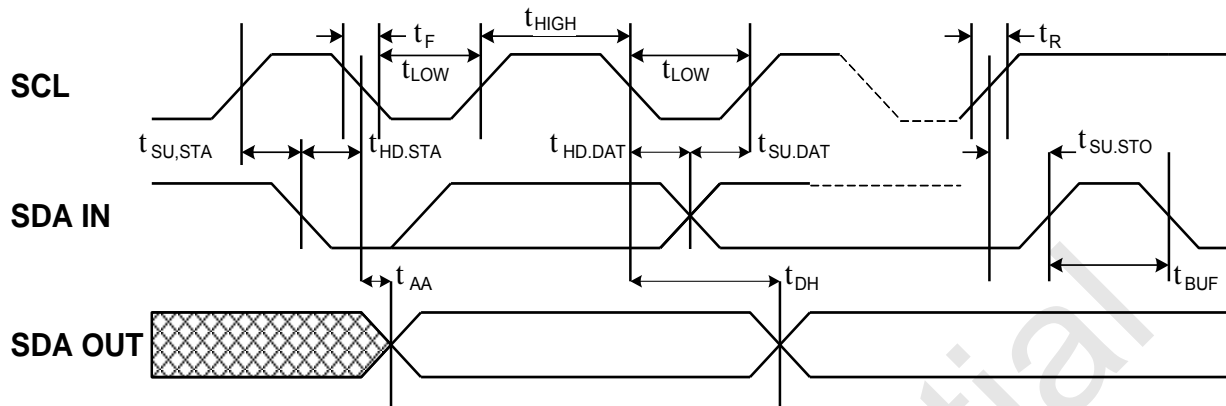 t_F
t_HIGH
t_R
SCL
t_LOW
t_LOW
t_SU,STA
t_HD.STA
t_HD.DAT
t_SU.DAT
t_SU.STO
SDA IN
t_AA
t_DH
t_BUF
SDA OUT
tial